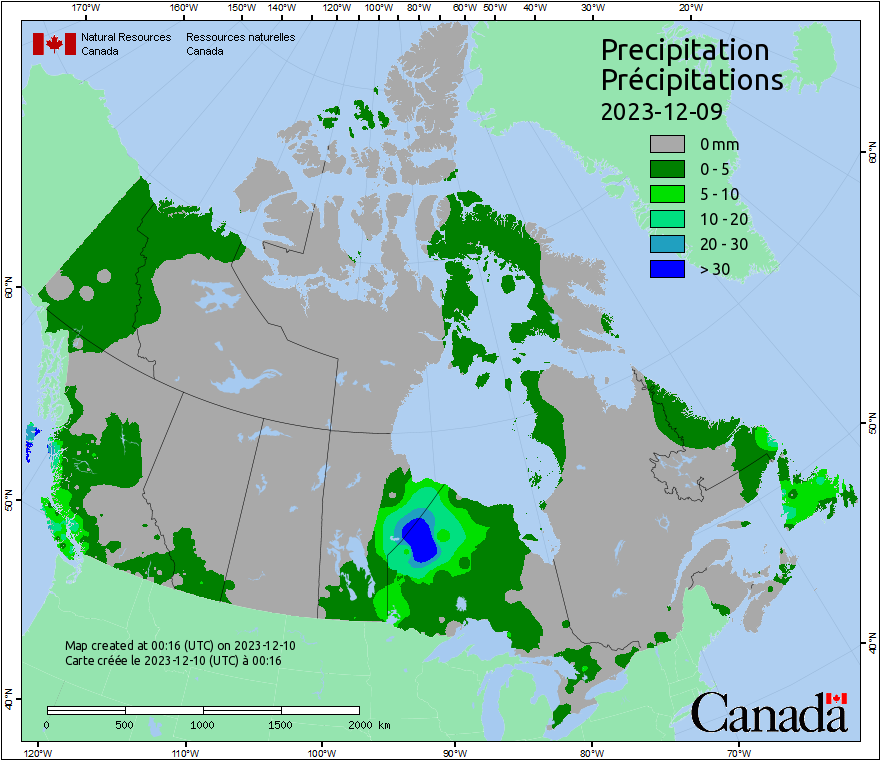 170°W 160°W 150°W 140°W 130°W 120°W 110°W 100°W 90°W 80°W 70°W 60°W 50°W 40°W 30°W 20°W
Natural Resources Canada
Ressources naturelles Canada
Precipitation
Précipitations
2023-12-09
0 mm
0 - 5
5 - 10
10 - 20
20 - 30
> 30
60°N
50°N
40°N
60°N
50°N
40°N
Map created at 00:16 (UTC) on 2023-12-10
Carte créée le 2023-12-10 (UTC) à 00:16
0 500 1000 1500 2000 km
Canada
120°W 110°W 100°W 90°W 80°W 70°W